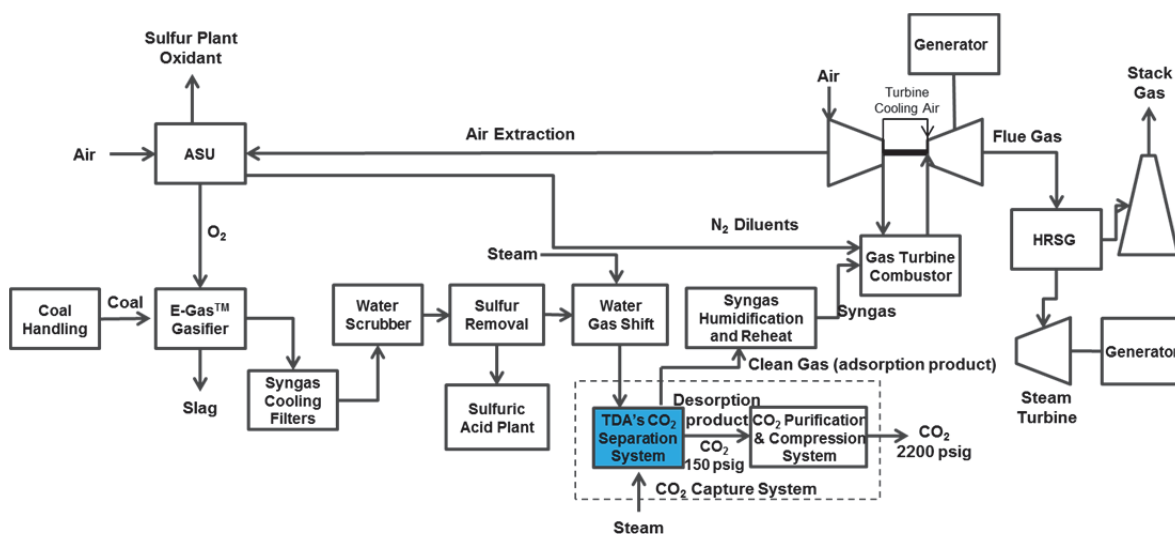 Sulfur Plant
Oxidant
Generator
Air
Turbine
Cooling Air
Stack
Gas
Air
ASU
Air Extraction
Flue Gas
O2
N2 Diluents
HRSG
Steam
Gas Turbine
Combustor
Coal
Handling
Coal
E-Gas™
Gasifier
Water
Scrubber
Sulfur
Removal
Water
Gas Shift
Syngas
Humidification
and Reheat
Syngas
Generator
Steam
Turbine
Slag
Syngas
Cooling
Filters
Sulfuric
Acid Plant
Clean Gas (adsorption product)
TDA's CO2
Separation
System
Desorption
product
CO2
150 psig
CO2 Purification
& Compression
System
CO2
2200 psig
CO2 Capture System
Steam